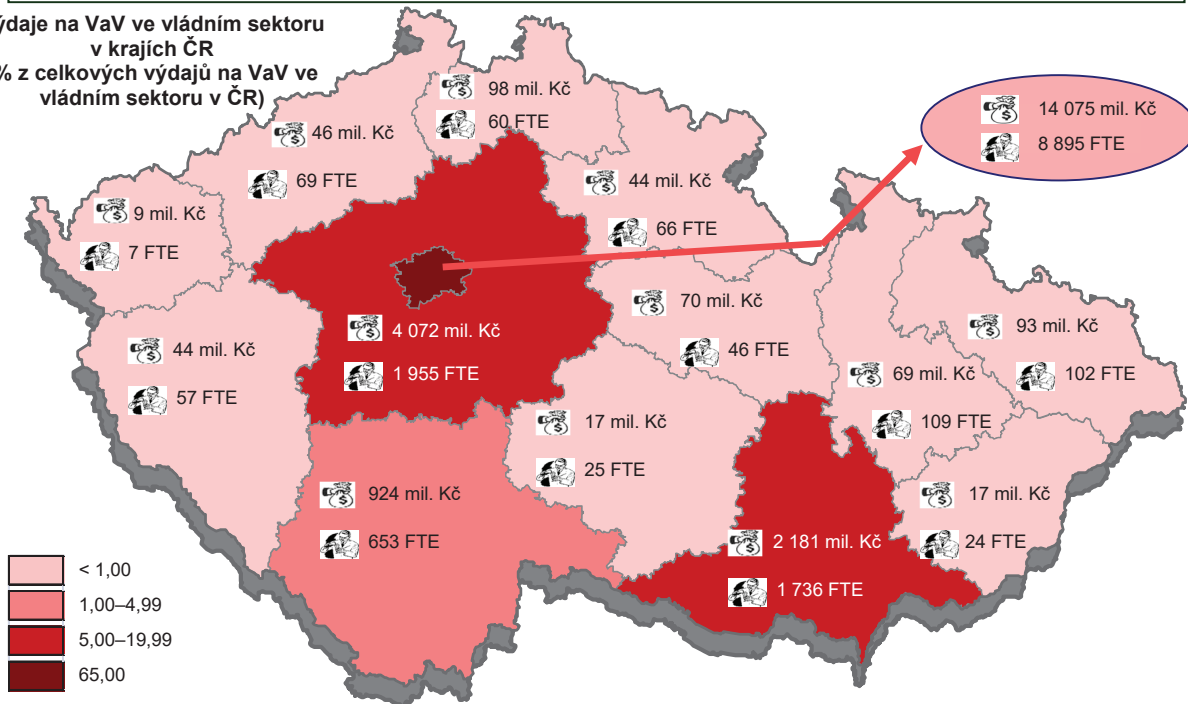 ýdaje na VaV ve vládním sektoru
v krajích ČR
% z celkových výdajů na VaV ve
vládním sektoru v ČR)
98 mil. Kč
60 FTE
14 075 mil. Kč
8 895 FTE
46 mil. Kč
69 FTE
44 mil. Kč
66 FTE
9 mil. Kč
7 FTE
70 mil. Kč
46 FTE
93 mil. Kč
102 FTE
4 072 mil. Kč
1 955 FTE
44 mil. Kč
57 FTE
69 mil. Kč
109 FTE
17 mil. Kč
25 FTE
924 mil. Kč
653 FTE
17 mil. Kč
24 FTE
2 181 mil. Kč
1 736 FTE
< 1,00
1,00–4,99
5,00–19,99
65,00